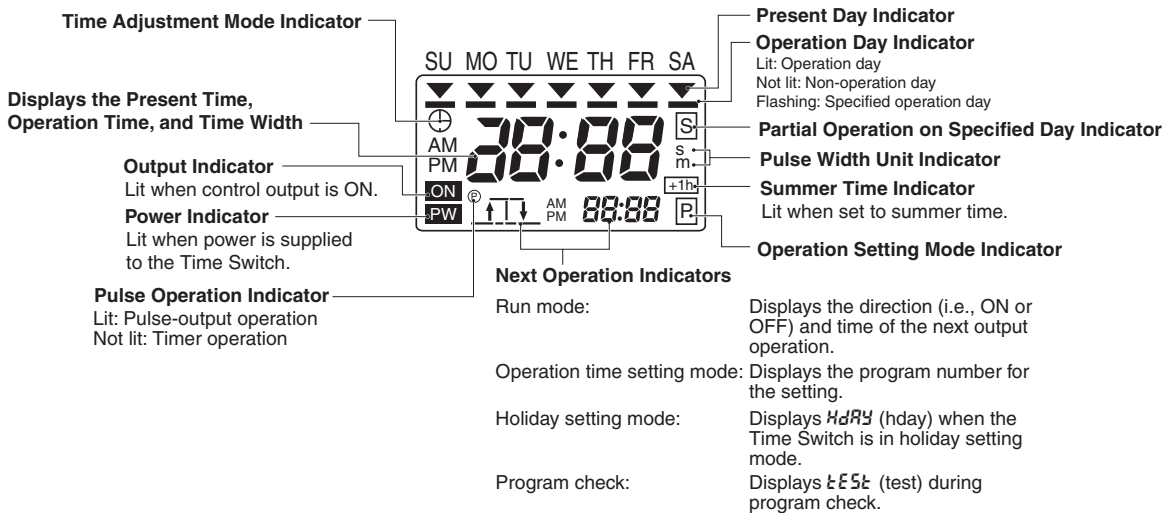 Time Adjustment Mode Indicator
Present Day Indicator
Operation Day Indicator
Lit: Operation day
Not lit: Non-operation day
Flashing: Specified operation day
SU MO TU WE TH FR SA
Displays the Present Time,
Operation Time, and Time Width
AM
PM
38:88
S
Partial Operation on Specified Day Indicator
s
m
Pulse Width Unit Indicator
Output Indicator
Lit when control output is ON.
ON
+1h
Summer Time Indicator
Lit when set to summer time.
Power Indicator
Lit when power is supplied
to the Time Switch.
PW
P
AM
PM
88:88
P
Operation Setting Mode Indicator
Pulse Operation Indicator
Lit: Pulse-output operation
Not lit: Timer operation
Next Operation Indicators
Run mode: Displays the direction (i.e., ON or
OFF) and time of the next output
operation.
Operation time setting mode: Displays the program number for
the setting.
Holiday setting mode: Displays HdAY (hday) when the
Time Switch is in holiday setting
mode.
Program check: Displays tESt (test) during
program check.